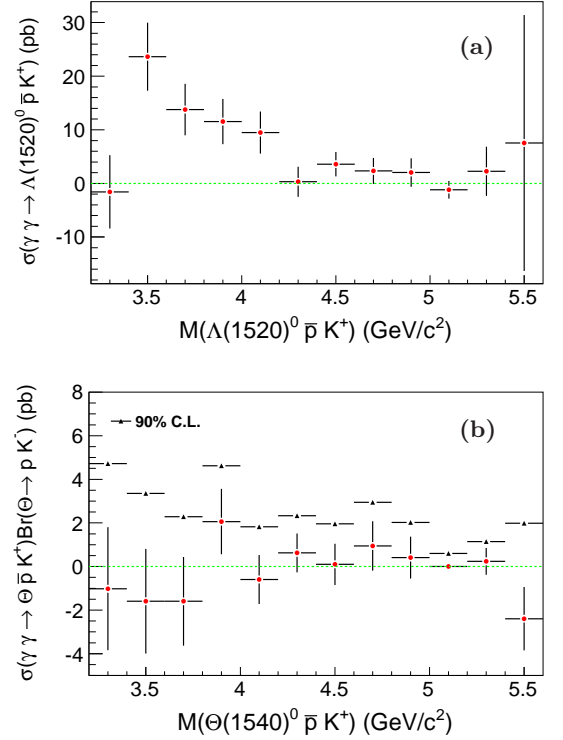 (a)
σ(γ γ → Λ(1520)⁰ p̅ K⁺) (pb)
30
20
10
0
-10
3.5 4 4.5 5 5.5
M(Λ(1520)⁰ p̅ K⁺) (GeV/c²)
(b)
90% C.L.
σ(γ γ → Θ p̅ K⁺)Br(Θ → p K⁻) (pb)
8
6
4
2
0
-2
-4
3.5 4 4.5 5 5.5
M(Θ(1540)⁰ p̅ K⁺) (GeV/c²)